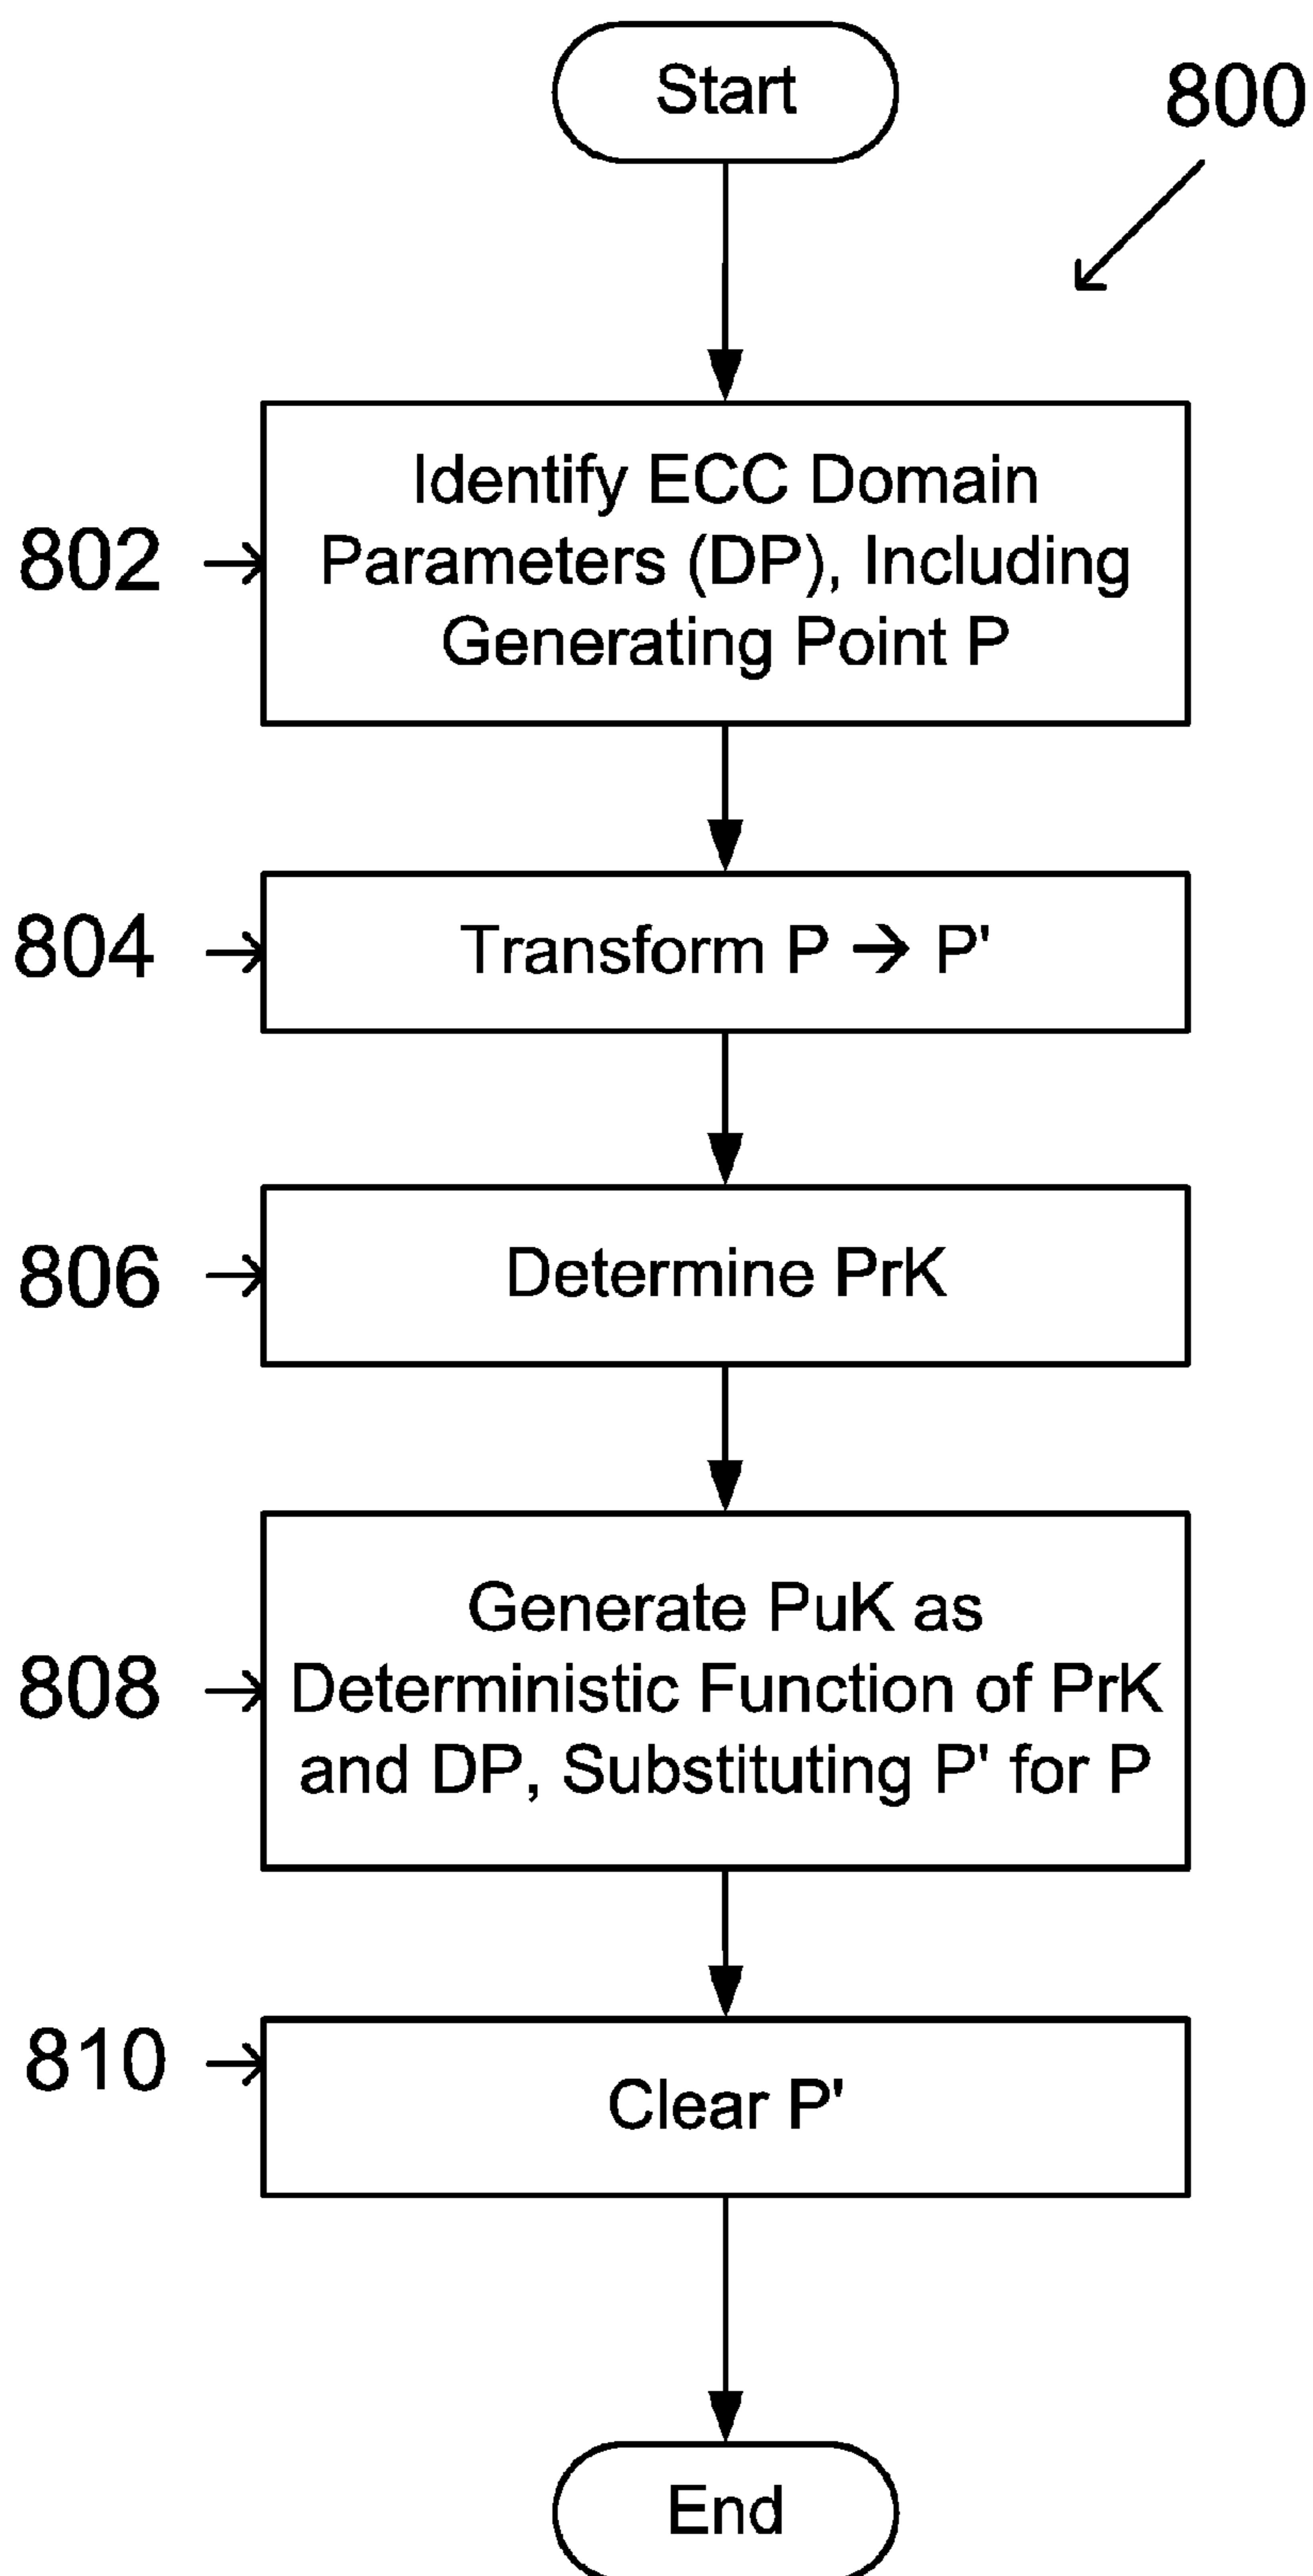 Start
800
802
Identify ECC Domain
Parameters (DP), Including
Generating Point P
804
Transform P → P'
806
Determine PrK
808
Generate PuK as
Deterministic Function of PrK
and DP, Substituting P' for P
810
Clear P'
End